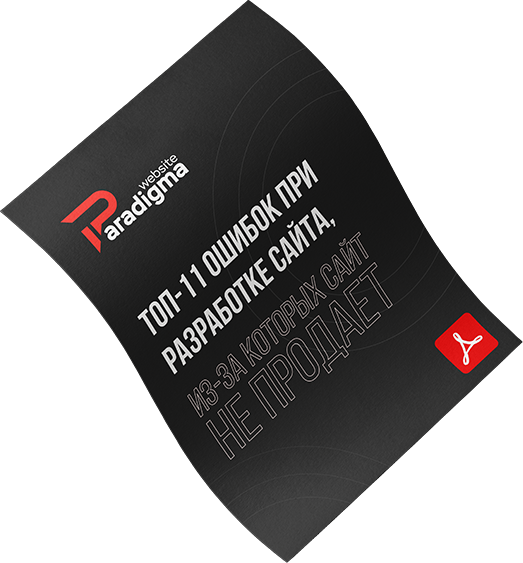 website
Paradigma
ТОП-11 ОШИБОК ПРИ
РАЗРАБОТКЕ САЙТА,
ИЗ-ЗА КОТОРЫХ САЙТ
НЕ ПРОДАЕТ